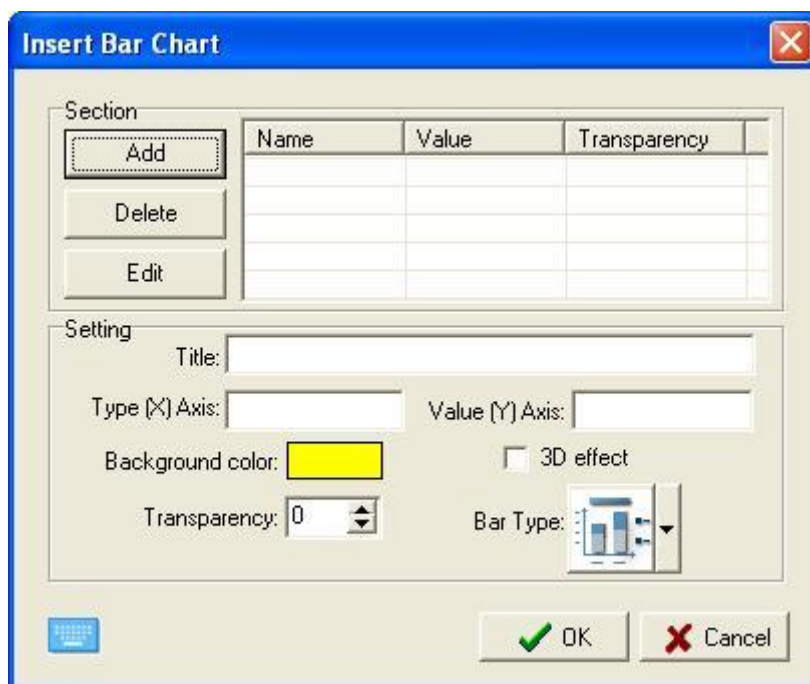 Insert Bar Chart
Section
Add
Name Value Transparency
Delete
Edit
Setting
Title:
Type (X) Axis: Value (Y) Axis:
Background color: 3D effect
Transparency: 0 Bar Type:
OK Cancel